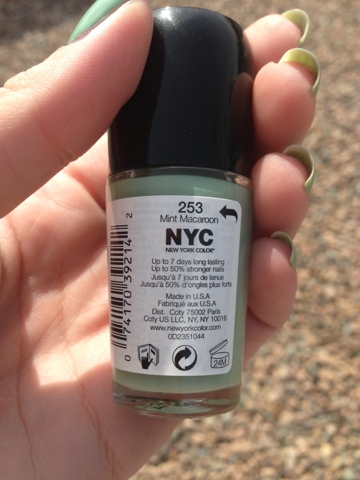 253
Mint Macaroon
NYC
NEW YORK COLOR®
Up to 7 days long lasting
Up to 50% stronger nails
Jusqu'à 7 jours de tenue
Jusqu'à 50% d'ongles plus forts
Made in U.S.A
Fabriqué aux U.S.A
Dist. Coty 75002 Paris
Coty US LLC, NY, NY 10016
www.newyorkcolor.com
0D2351044
24M
0 74170 39214 2